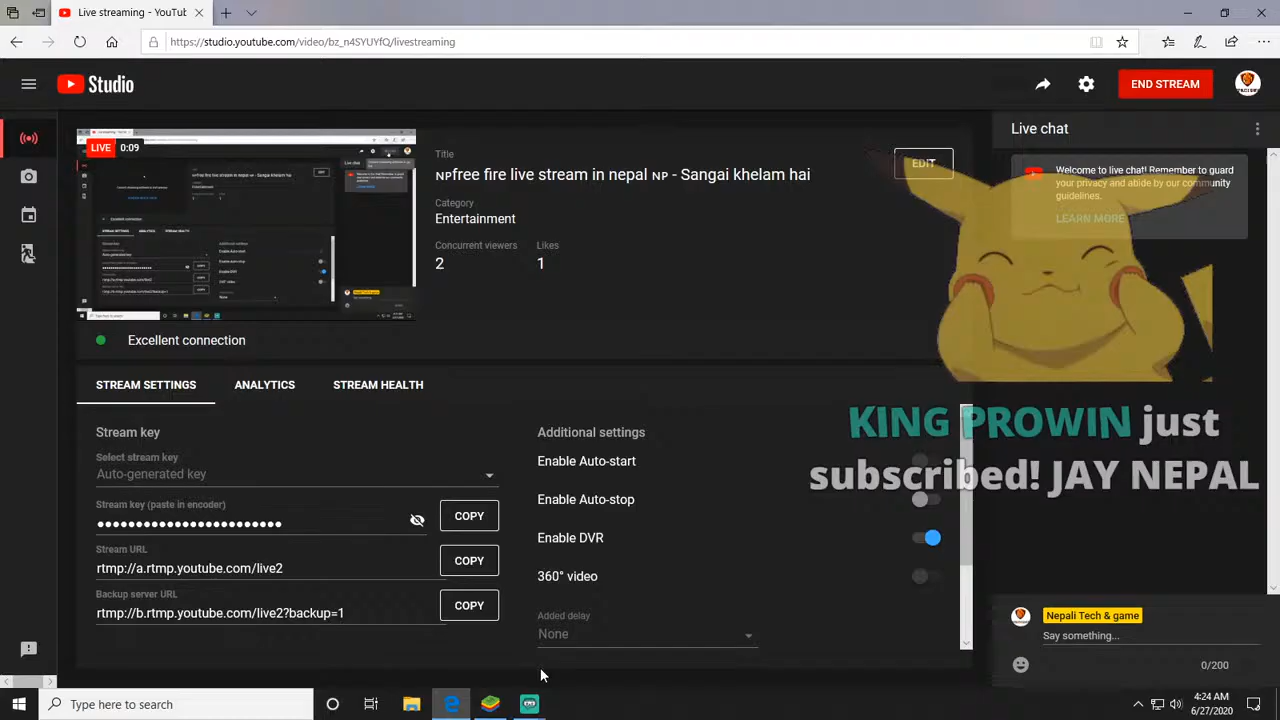 Live streaming - YouTub
https://studio.youtube.com/video/bz_n4SYUYfQ/livestreaming
Studio
END STREAM
LIVE 0:09
Title
ɴᴘfree fire live stream in nepal ɴᴘ - Sangai khelam hai
EDIT
Category
Entertainment
Concurrent viewers
Likes
2
1
Excellent connection
Live chat
Welcome to live chat! Remember to guard
your privacy and abide by our community
guidelines.
LEARN MORE
KING PROWIN just
subscribed! JAY NEPAL
STREAM SETTINGS
ANALYTICS
STREAM HEALTH
Stream key
Select stream key
Auto-generated key
Stream key (paste in encoder)
COPY
Stream URL
rtmp://a.rtmp.youtube.com/live2
COPY
Backup server URL
rtmp://b.rtmp.youtube.com/live2?backup=1
COPY
Additional settings
Enable Auto-start
Enable Auto-stop
Enable DVR
360° video
Added delay
None
Nepali Tech & game
Say something...
0/200
Type here to search
4:24 AM
6/27/2020